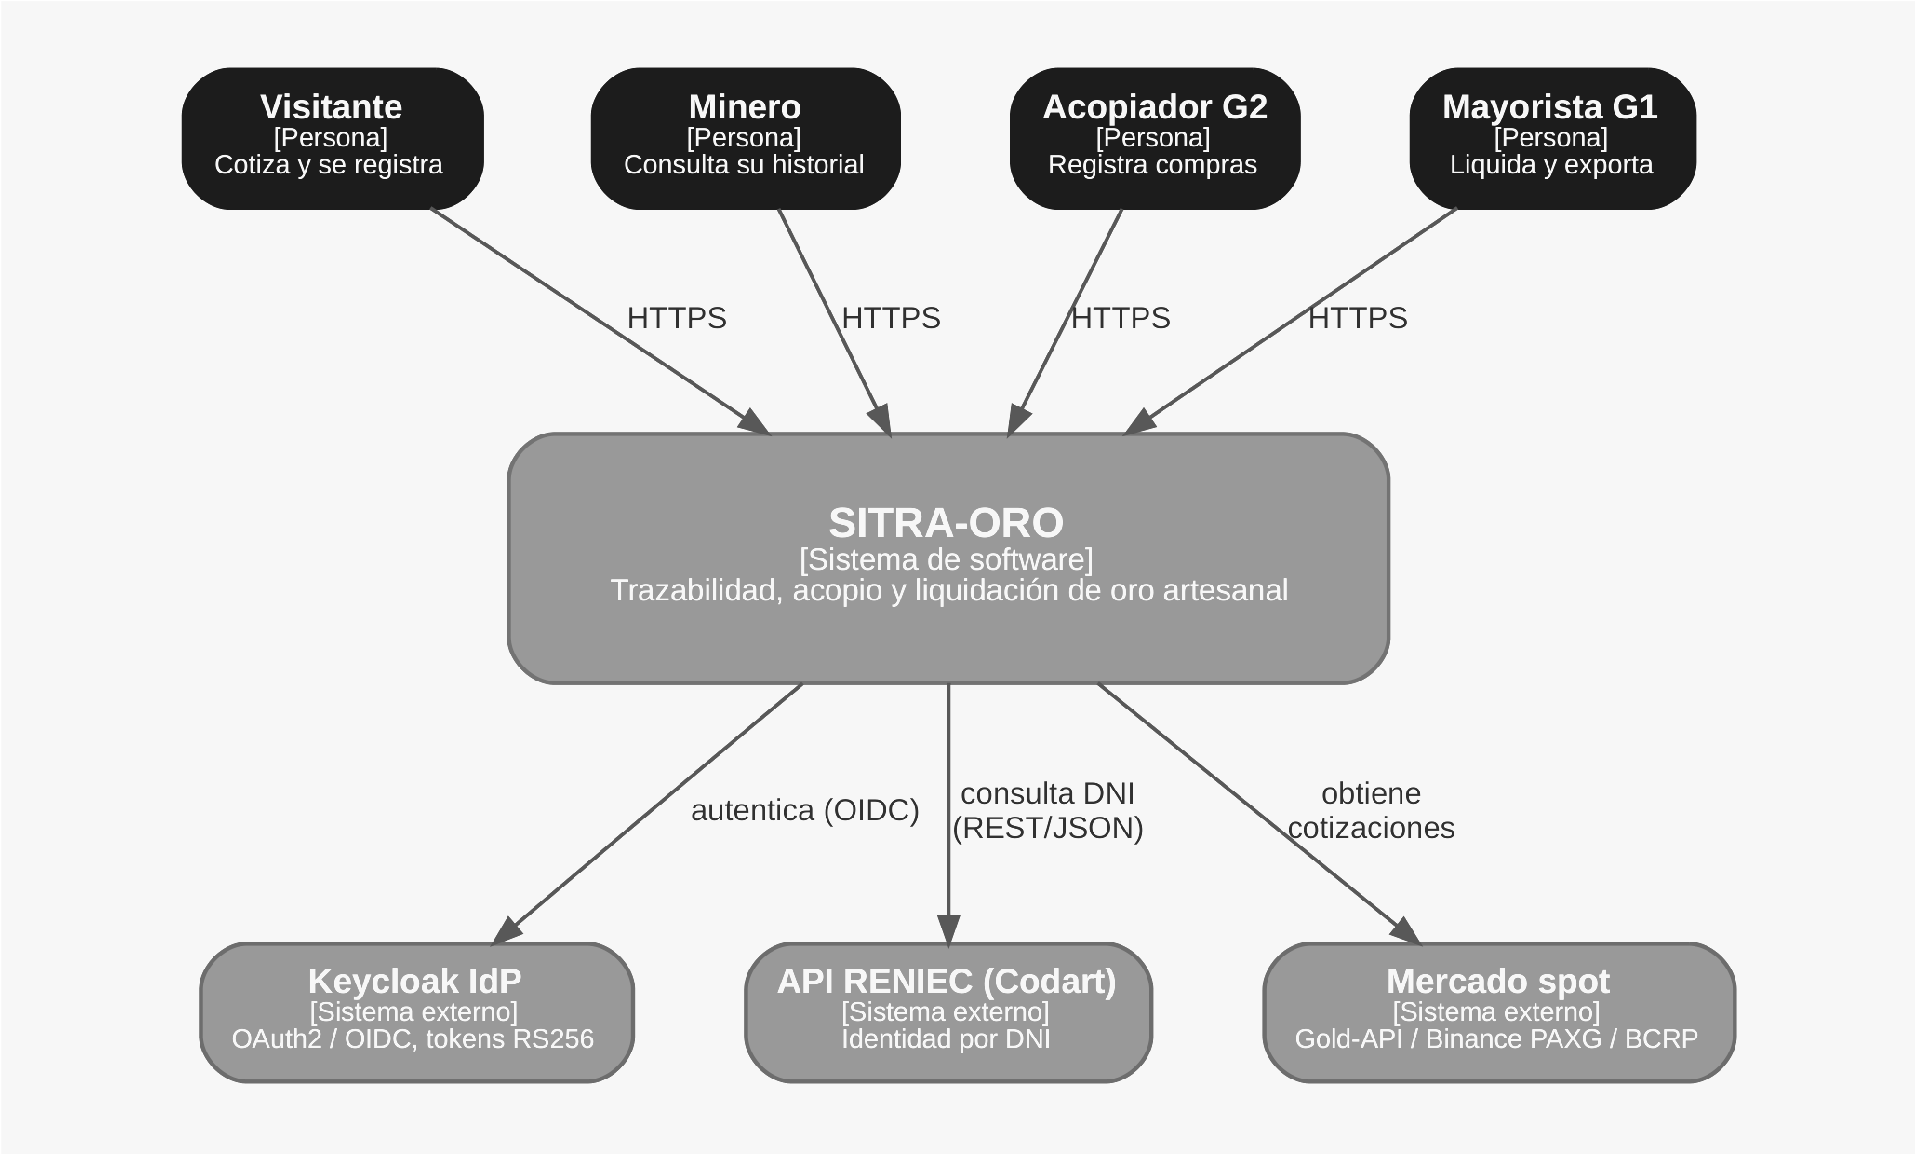 Visitante
[Persona]
Cotiza y se registra
Minero
[Persona]
Consulta su historial
Acopiador G2
[Persona]
Registra compras
Mayorista G1
[Persona]
Liquida y exporta
HTTPS
HTTPS
HTTPS
HTTPS
SITRA-ORO
[Sistema de software]
Trazabilidad, acopio y liquidación de oro artesanal
autentica (OIDC)
consulta DNI
(REST/JSON)
obtiene
cotizaciones
Keycloak IdP
[Sistema externo]
OAuth2 / OIDC, tokens RS256
API RENIEC (Codart)
[Sistema externo]
Identidad por DNI
Mercado spot
[Sistema externo]
Gold-API / Binance PAXG / BCRP